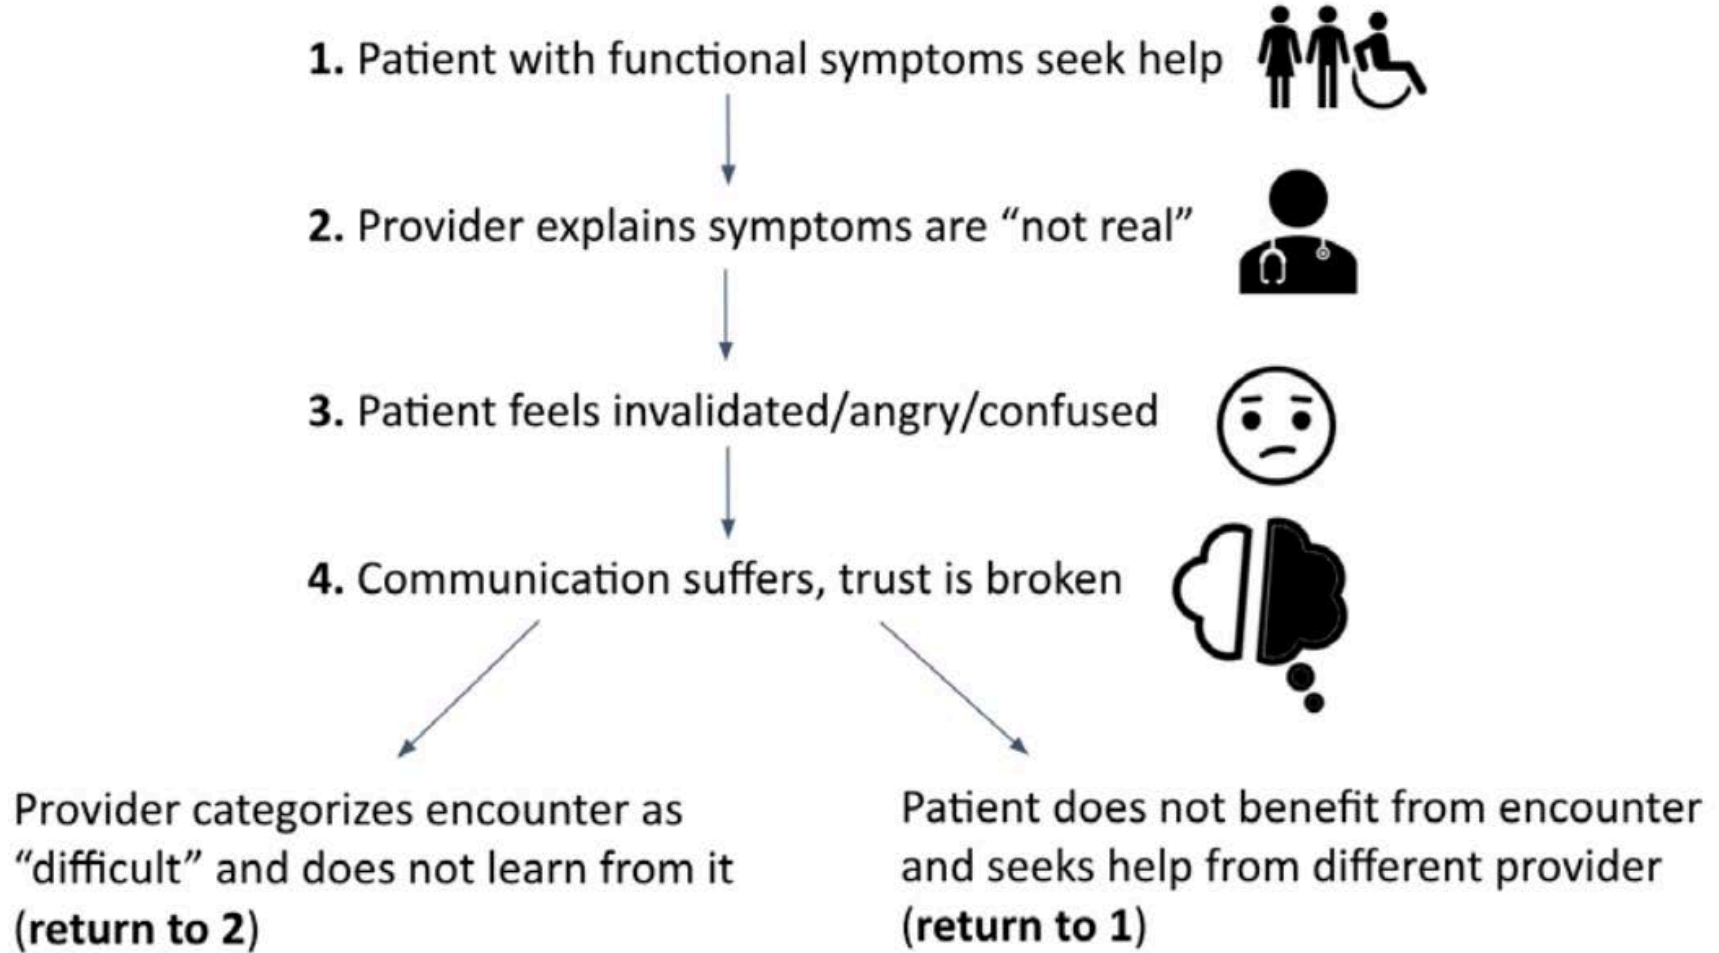 1. Patient with functional symptoms seek help
2. Provider explains symptoms are “not real”
3. Patient feels invalidated/angry/confused
4. Communication suffers, trust is broken
Provider categorizes encounter as
“difficult” and does not learn from it
(return to 2)
Patient does not benefit from encounter
and seeks help from different provider
(return to 1)